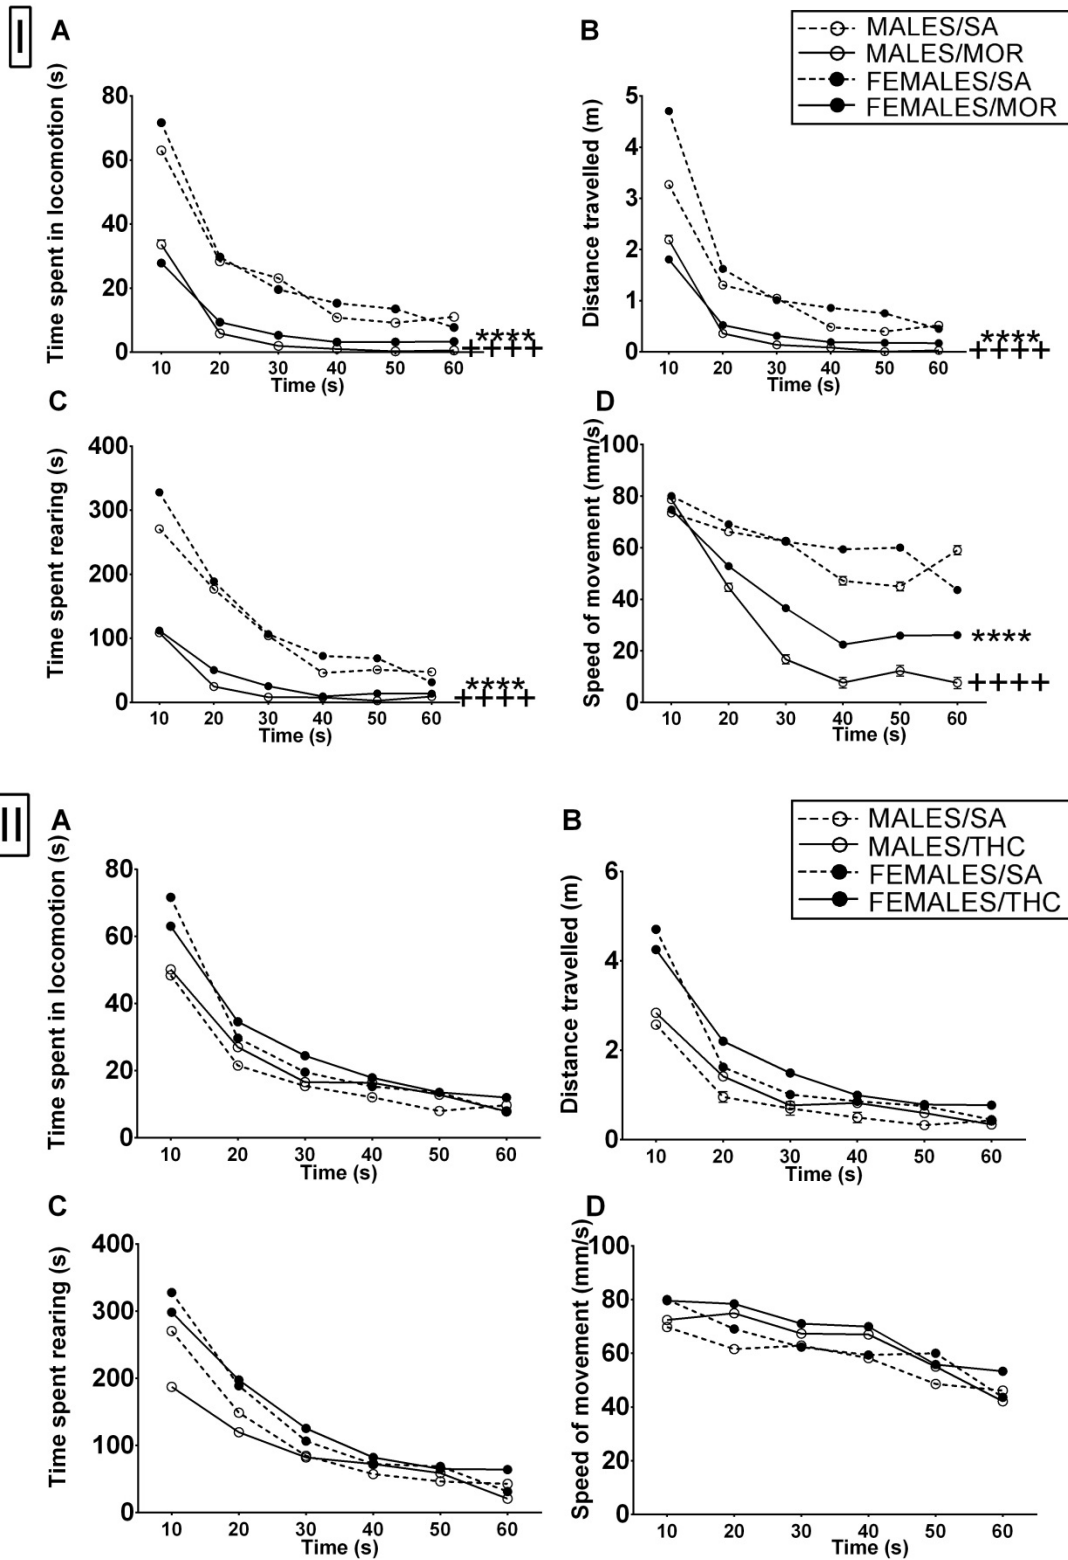 I
A
B
MALES/SA
MALES/MOR
FEMALES/SA
FEMALES/MOR
Time spent in locomotion (s)
80
60
40
20
0
10 20 30 40 50 60
Time (s)
****
++++
Distance travelled (m)
5
4
3
2
1
0
10 20 30 40 50 60
Time (s)
****
++++
C
D
Time spent rearing (s)
400
300
200
100
0
10 20 30 40 50 60
Time (s)
****
++++
Speed of movement (mm/s)
100
80
60
40
20
0
10 20 30 40 50 60
Time (s)
****
++++
II
A
B
MALES/SA
MALES/THC
FEMALES/SA
FEMALES/THC
Time spent in locomotion (s)
80
60
40
20
0
10 20 30 40 50 60
Time (s)
Distance travelled (m)
6
4
2
0
10 20 30 40 50 60
Time (s)
C
D
Time spent rearing (s)
400
300
200
100
0
10 20 30 40 50 60
Time (s)
Speed of movement (mm/s)
100
80
60
40
20
0
10 20 30 40 50 60
Time (s)